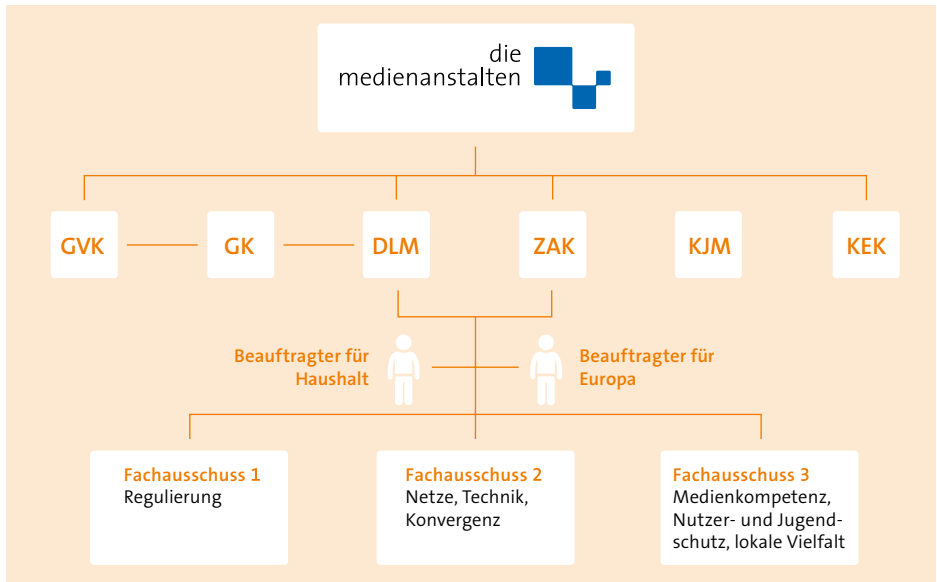 die
medienanstalten
GVK
GK
DLM
ZAK
KJM
KEK
Beauftragter für
Haushalt
Beauftragter für
Europa
Fachausschuss 1
Regulierung
Fachausschuss 2
Netze, Technik,
Konvergenz
Fachausschuss 3
Medienkompetenz,
Nutzer- und Jugend-
schutz, lokale Vielfalt